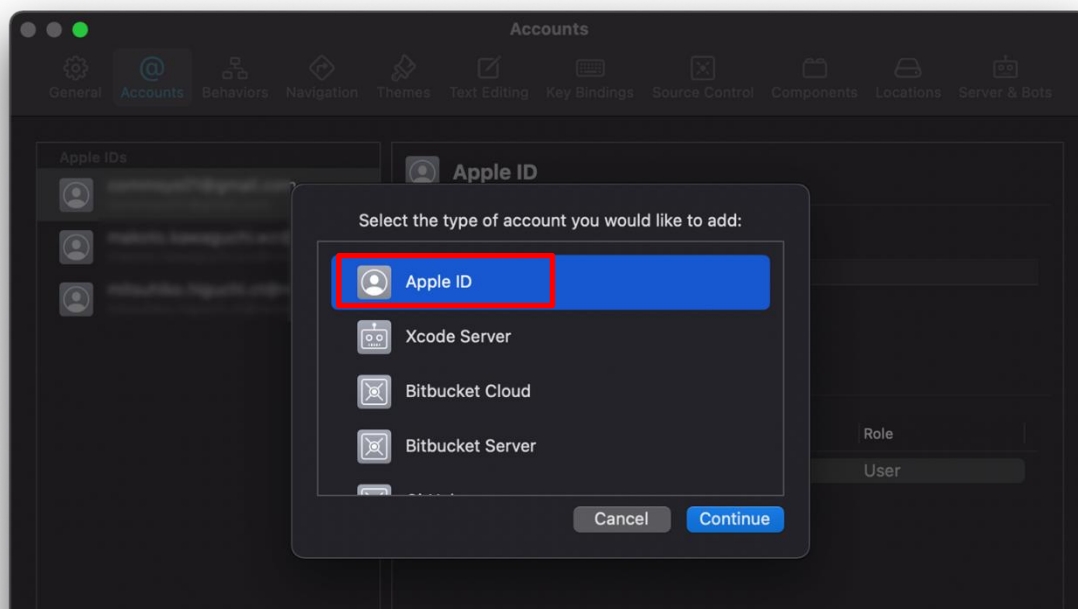 Accounts
General Accounts Behaviors Navigation Themes Text Editing Key Bindings Source Control Components Locations Server & Bots
Apple IDs
Apple ID
Select the type of account you would like to add:
Apple ID
Xcode Server
Bitbucket Cloud
Bitbucket Server
Role
User
Cancel Continue